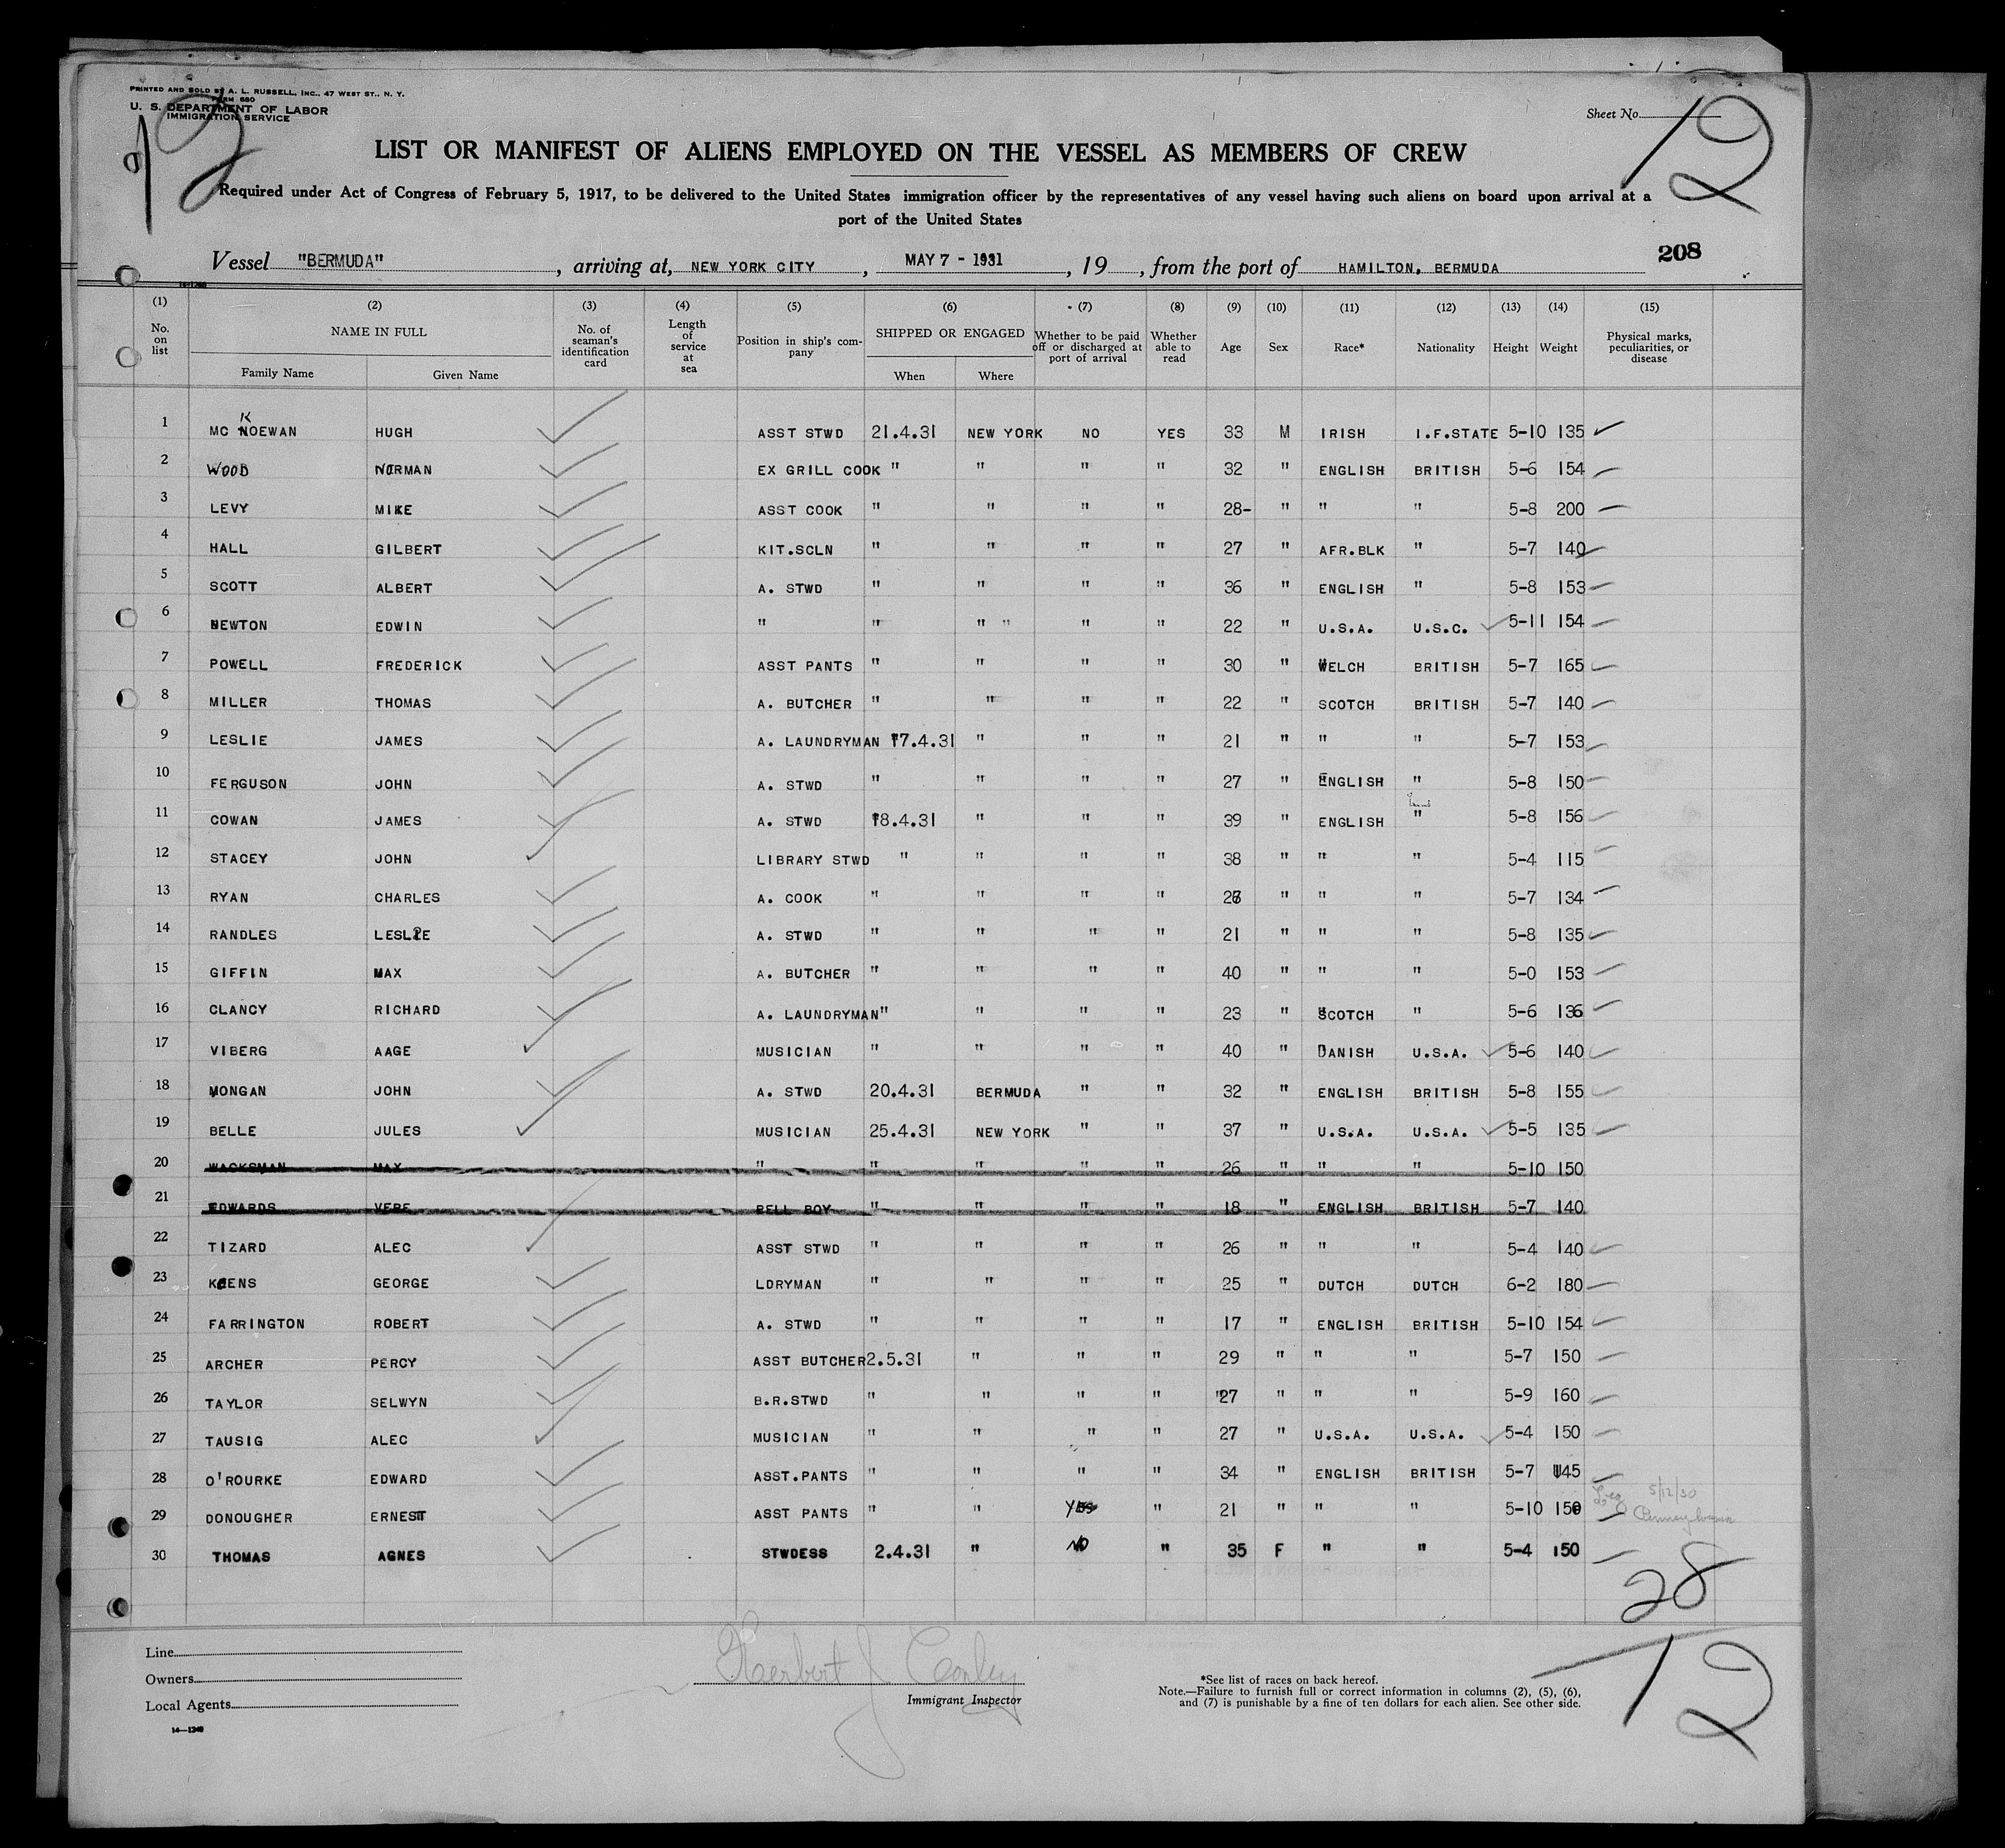 PRINTED AND SOLD BY A. L. RUSSELL, INC., 47 WEST ST., N. Y.
FORM 680
U. S. DEPARTMENT OF LABOR
IMMIGRATION SERVICE
12
Sheet No.
12
LIST OR MANIFEST OF ALIENS EMPLOYED ON THE VESSEL AS MEMBERS OF CREW
Required under Act of Congress of February 5, 1917, to be delivered to the United States immigration officer by the representatives of any vessel having such aliens on board upon arrival at a
port of the United States
Vessel "BERMUDA", arriving at, NEW YORK CITY, MAY 7 - 1931, 19, from the port of HAMILTON, BERMUDA 208
14-1240
(1) (2) (3) (4) (5) (6) (7) (8) (9) (10) (11) (12) (13) (14) (15)
No. on list NAME IN FULL Family Name Given Name No. of seaman's identification card Length of service at sea Position in ship's company SHIPPED OR ENGAGED When Where Whether to be paid off or discharged at port of arrival Whether able to read Age Sex Race* Nationality Height Weight Physical marks, peculiarities, or disease
1 MC KOEWAN HUGH ASST STWD 21.4.31 NEW YORK NO YES 33 M IRISH I.F.STATE 5-10 135
2 WOOD NORMAN EX GRILL COOK " " " " 32 " ENGLISH BRITISH 5-6 154
3 LEVY MIKE ASST COOK " " " " 28- " " " 5-8 200
4 HALL GILBERT KIT.SCLN " " " " 27 " AFR.BLK " 5-7 140
5 SCOTT ALBERT A. STWD " " " " 36 " ENGLISH " 5-8 153
6 NEWTON EDWIN " " " " " " 22 " U.S.A. U.S.C. 5-11 154
7 POWELL FREDERICK ASST PANTS " " " " 30 " WELCH BRITISH 5-7 165
8 MILLER THOMAS A. BUTCHER " " " " 22 " SCOTCH BRITISH 5-7 140
9 LESLIE JAMES A. LAUNDRYMAN 17.4.31 " " " 21 " " " 5-7 153
10 FERGUSON JOHN A. STWD " " " " 27 " ENGLISH " 5-8 150
11 COWAN JAMES A. STWD 18.4.31 " " " 39 " ENGLISH " 5-8 156
12 STACEY JOHN LIBRARY STWD " " " " 38 " " " 5-4 115
13 RYAN CHARLES A. COOK " " " " " " " 5-7 134
14 RANDLES LESLIE A. STWD " " " " 21 " " " 5-8 135
15 GIFFIN MAX A. BUTCHER " " " " 40 " " " 5-0 153
16 CLANCY RICHARD A. LAUNDRYMAN " " " " 23 " SCOTCH " 5-6 136
17 VIBERG AAGE MUSICIAN " " " " 40 " DANISH U.S.A. 5-6 140
18 MONGAN JOHN A. STWD 20.4.31 BERMUDA " " 32 " ENGLISH BRITISH 5-8 155
19 BELLE JULES MUSICIAN 25.4.31 NEW YORK " " 37 " U.S.A. U.S.A. 5-5 135
20 WACKSMAN MAX " " " " " 26 " " " 5-10 150
21 EDWARDS VERE BELL BOY " " " " 18 " ENGLISH BRITISH 5-7 140
22 TIZARD ALEC ASST STWD " " " " 26 " " " 5-4 140
23 KEENS GEORGE LDRYMAN " " " " 25 " DUTCH DUTCH 6-2 180
24 FARRINGTON ROBERT A. STWD " " " " 17 " ENGLISH BRITISH 5-10 154
25 ARCHER PERCY ASST BUTCHER 2.5.31 " " " 29 " " " 5-7 150
26 TAYLOR SELWYN B.R.STWD " " " " 27 " " " 5-9 160
27 TAUSIG ALEC MUSICIAN " " " " 27 " U.S.A. U.S.A. 5-4 150
28 O'ROURKE EDWARD ASST.PANTS " " " " 34 " ENGLISH BRITISH 5-7 145
29 DONOUGHER ERNEST ASST PANTS " " YES " 21 " " " 5-10 150 5/12/30 Pennsylvania
30 THOMAS AGNES STWDESS 2.4.31 " NO " 35 F " " 5-4 150
28
12
Line
Owners
Local Agents
14-1240
Herbert J Conley
Immigrant Inspector
*See list of races on back hereof.
Note.—Failure to furnish full or correct information in columns (2), (5), (6),
and (7) is punishable by a fine of ten dollars for each alien. See other side.